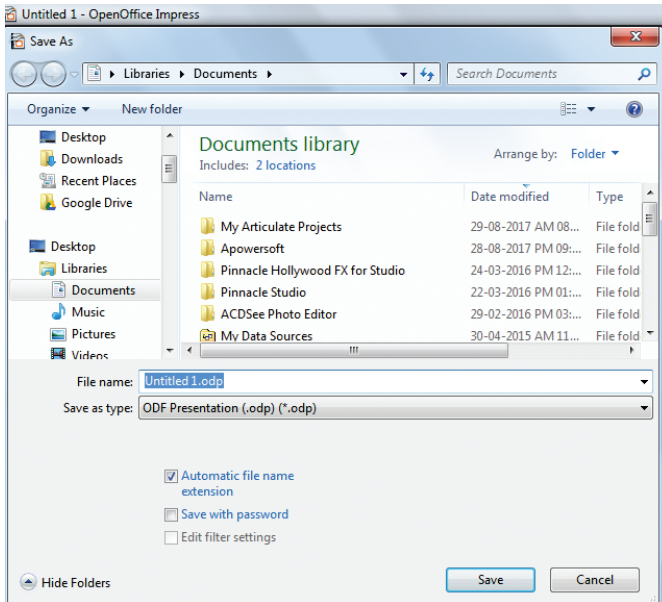 Untitled 1 - OpenOffice Impress
Save As
Libraries Documents
Search Documents
Organize New folder
Desktop
Downloads
Recent Places
Google Drive
Desktop
Libraries
Documents
Music
Pictures
Videos
Documents library
Includes: 2 locations
Arrange by: Folder
Name Date modified Type
My Articulate Projects 29-08-2017 AM 08... File fold
Apowersoft 28-08-2017 PM 09:... File fold
Pinnacle Hollywood FX for Studio 24-03-2016 PM 12:... File fold
Pinnacle Studio 22-03-2016 PM 01:... File fold
ACDSee Photo Editor 29-02-2016 PM 03:... File fold
My Data Sources 30-04-2015 AM 11... File fold
File name: Untitled 1.odp
Save as type: ODF Presentation (.odp) (*.odp)
Automatic file name
extension
Save with password
Edit filter settings
Hide Folders
Save Cancel